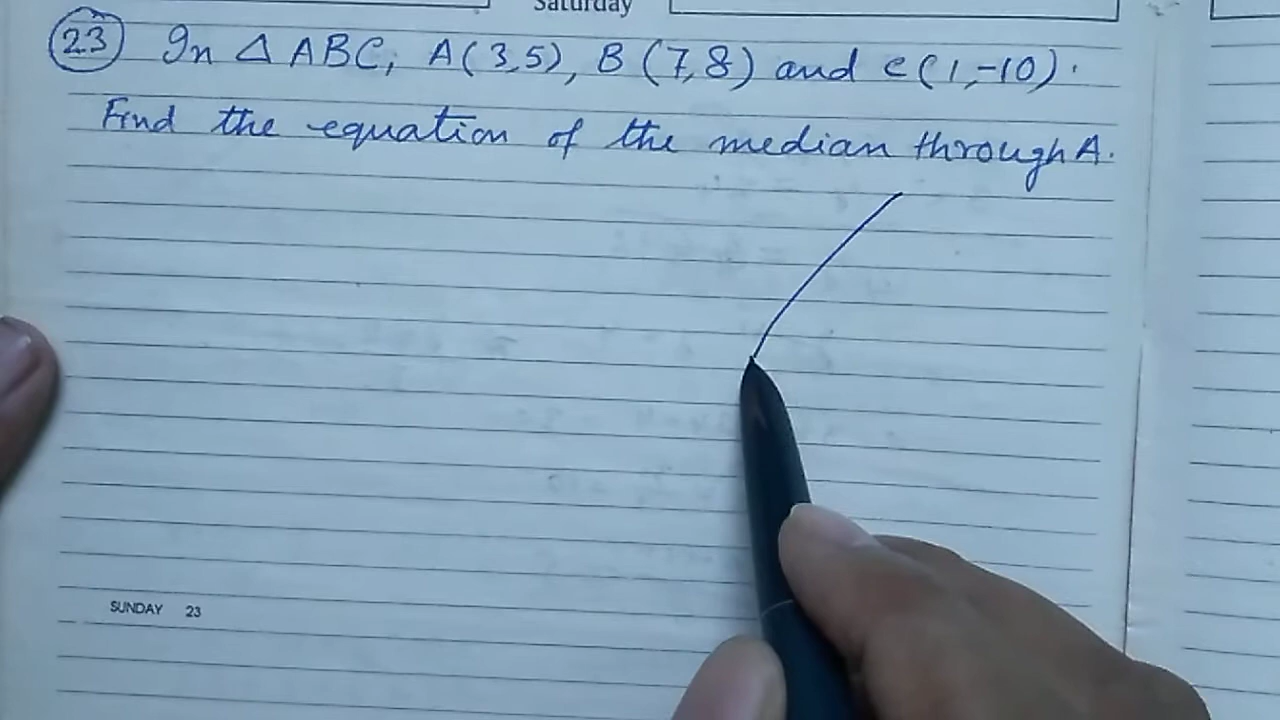 Saturday
23 In △ ABC, A(3,5), B (7,8) and C(1,-10).
Find the equation of the median through A.
SUNDAY 23